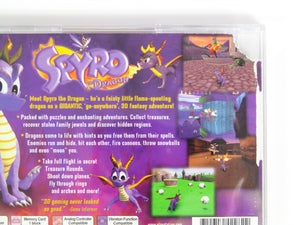 SPYRO
the Dragon
Meet Spyro the Dragon - he's a feisty little flame-spouting
dragon on a GIGANTIC, "go-anywhere", 3D fantasy adventure!
• Packed with puzzles and enchanting adventures. Collect treasures,
recover stolen family jewels and discover hidden regions.
• Dragons come to life with hints as you free them from their spells.
Enemies run and hide, hit each other, fire cannons, throw snowballs
and even "moon" you.
• Take full flight in secret
Treasure Rounds.
Shoot down planes,
fly through rings
and arches and more!
"3D gaming never looked
so good"
- Game Informer
Memory Card
1 Block
Analog Controller
Compatible
Vibration Function
Compatible